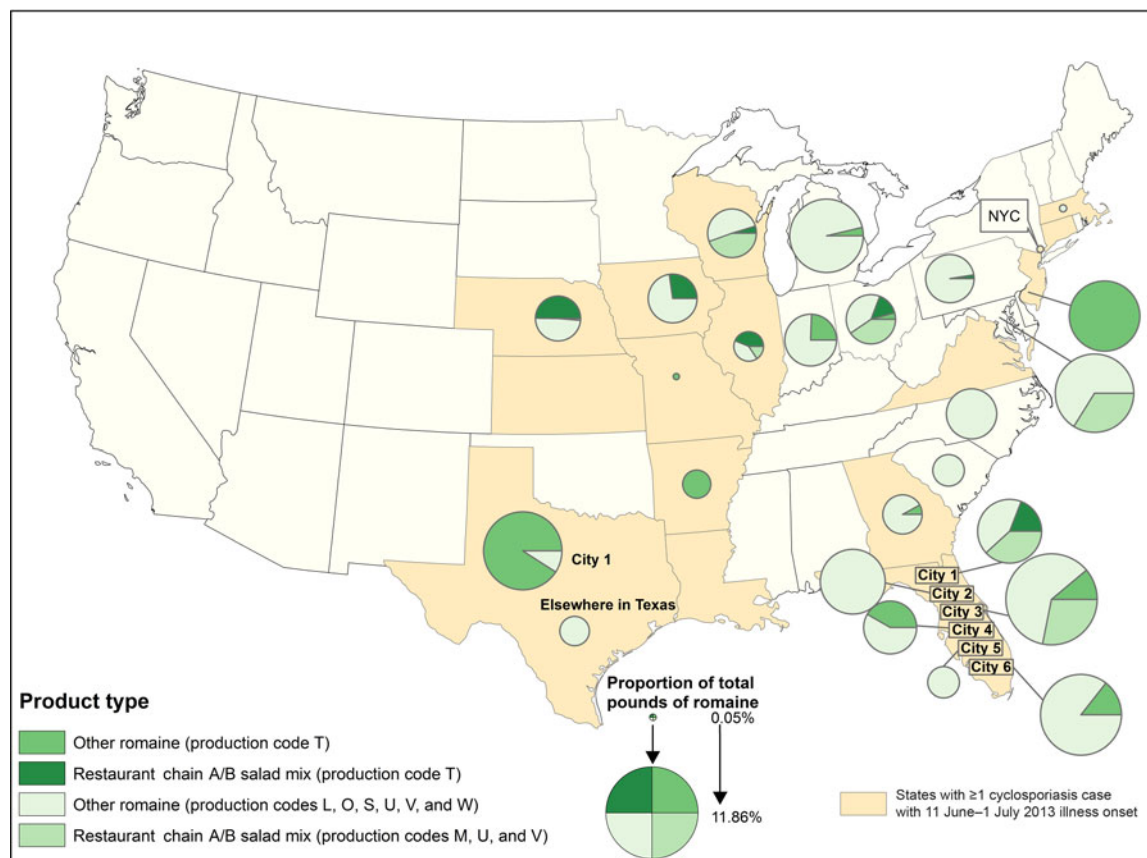 NYC
City 1
Elsewhere in Texas
City 1
City 2
City 3
City 4
City 5
City 6
Product type
Other romaine (production code T)
Restaurant chain A/B salad mix (production code T)
Other romaine (production codes L, O, S, U, V, and W)
Restaurant chain A/B salad mix (production codes M, U, and V)
Proportion of total
pounds of romaine
0.05%
11.86%
States with ≥1 cyclosporiasis case
with 11 June–1 July 2013 illness onset